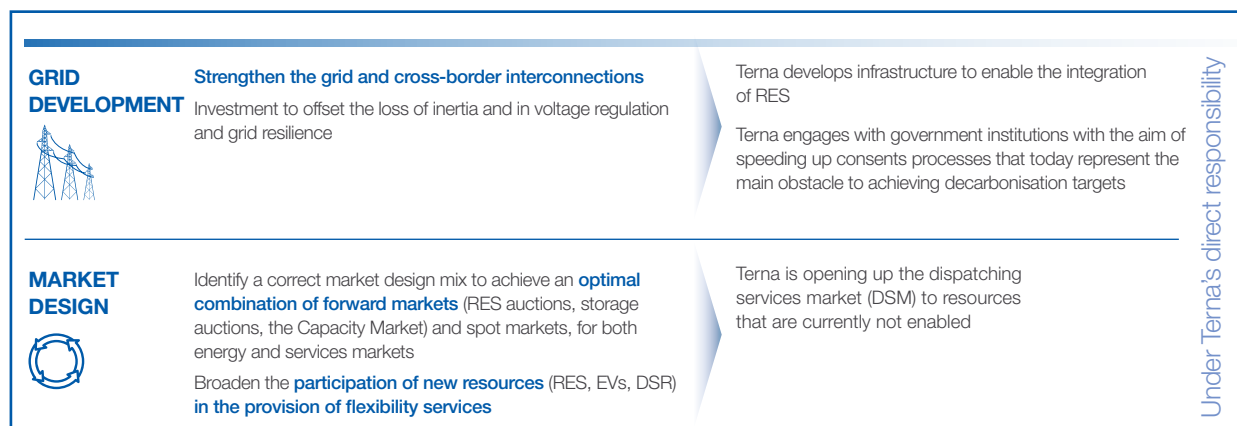 GRID
DEVELOPMENT
Strengthen the grid and cross-border interconnections
Investment to offset the loss of inertia and in voltage regulation
and grid resilience
Terna develops infrastructure to enable the integration
of RES
Terna engages with government institutions with the aim of
speeding up consents processes that today represent the
main obstacle to achieving decarbonisation targets
MARKET
DESIGN
Identify a correct market design mix to achieve an optimal
combination of forward markets (RES auctions, storage
auctions, the Capacity Market) and spot markets, for both
energy and services markets
Broaden the participation of new resources (RES, EVs, DSR)
in the provision of flexibility services
Terna is opening up the dispatching
services market (DSM) to resources
that are currently not enabled
Under Terna's direct responsibility